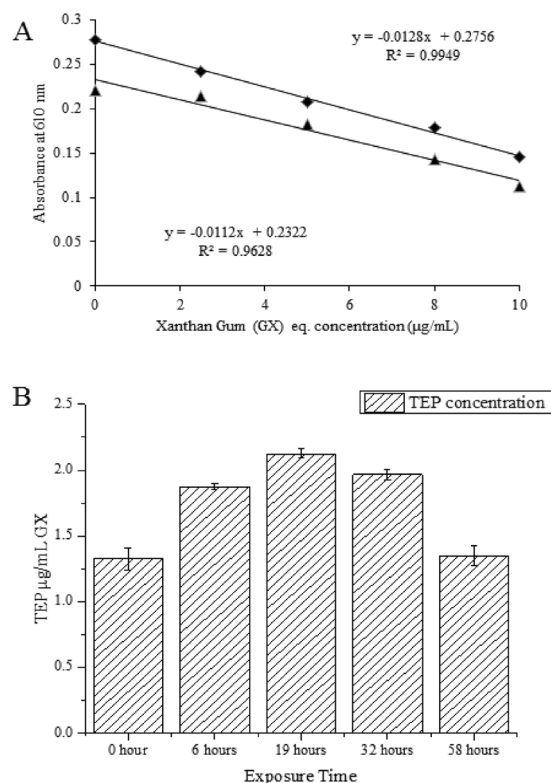 A
y = -0.0128x + 0.2756
R² = 0.9949
0.3
0.25
0.2
0.15
0.1
0.05
0
Absorbance at 610 nm
y = -0.0112x + 0.2322
R² = 0.9628
0 2 4 6 8 10
Xanthan Gum (GX) eq. concentration (µg/mL)
B
TEP concentration
2.5
2.0
1.5
1.0
0.5
0.0
TEP µg/mL GX
0 hour 6 hours 19 hours 32 hours 58 hours
Exposure Time